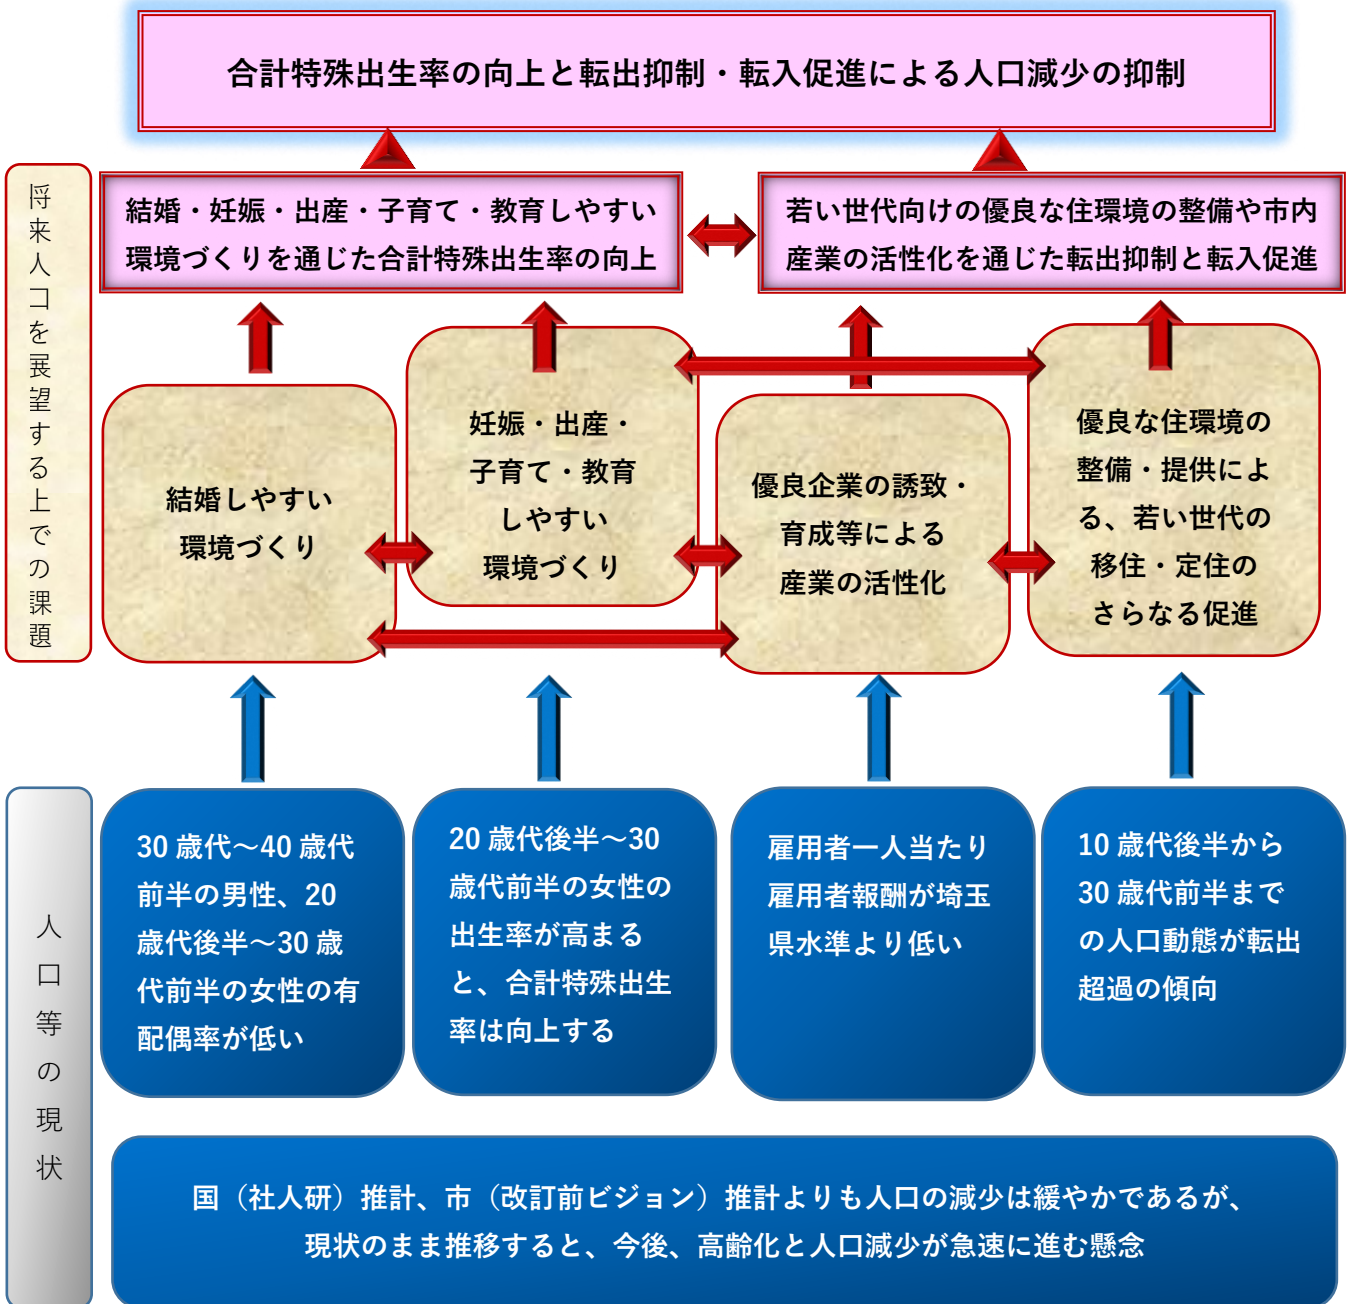 合計特殊出生率の向上と転出抑制・転入促進による人口減少の抑制
将来人口を展望する上での課題
結婚・妊娠・出産・子育て・教育しやすい
環境づくりを通じた合計特殊出生率の向上
若い世代向けの優良な住環境の整備や市内
産業の活性化を通じた転出抑制と転入促進
結婚しやすい
環境づくり
妊娠・出産・
子育て・教育
しやすい
環境づくり
優良企業の誘致・
育成等による
産業の活性化
優良な住環境の
整備・提供によ
る、若い世代の
移住・定住の
さらなる促進
人口等の現状
30 歳代～40 歳代
前半の男性、20
歳代後半～30 歳
代前半の女性の有
配偶率が低い
20 歳代後半～30
歳代前半の女性の
出生率が高まる
と、合計特殊出生
率は向上する
雇用者一人当たり
雇用者報酬が埼玉
県水準より低い
10 歳代後半から
30 歳代前半まで
の人口動態が転出
超過の傾向
国（社人研）推計、市（改訂前ビジョン）推計よりも人口の減少は緩やかであるが、
現状のまま推移すると、今後、高齢化と人口減少が急速に進む懸念